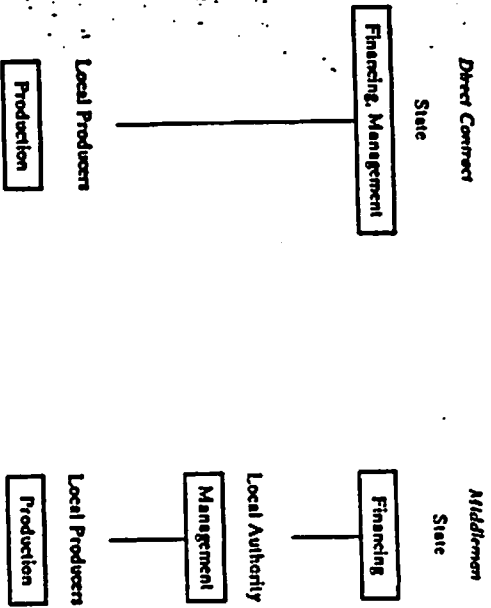 Direct Contract
State
Financing, Management
Local Producers
Production
Middleman
State
Financing
Local Authority
Management
Local Producers
Production